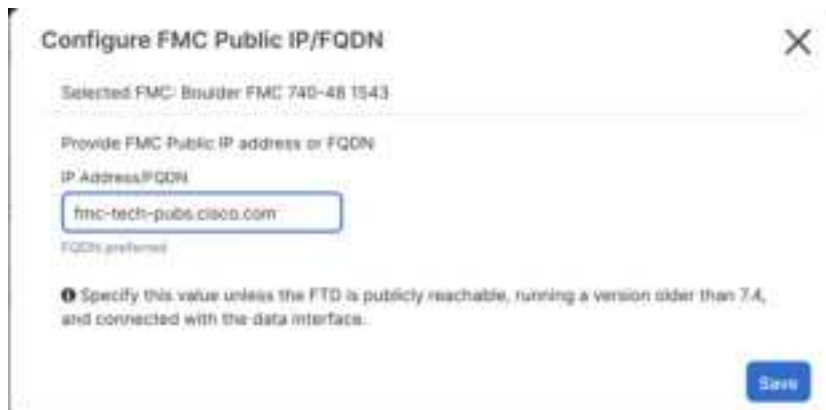 Configure FMC Public IP/FQDN
Selected FMC: Boulder FMC 740-48 1543
Provide FMC Public IP address or FQDN
IP Address/FQDN
fmc-tech-pubs.cisco.com
FQDN preferred
Specify this value unless the FTD is publicly reachable, running a version older than 7.4,
and connected with the data interface.
Save